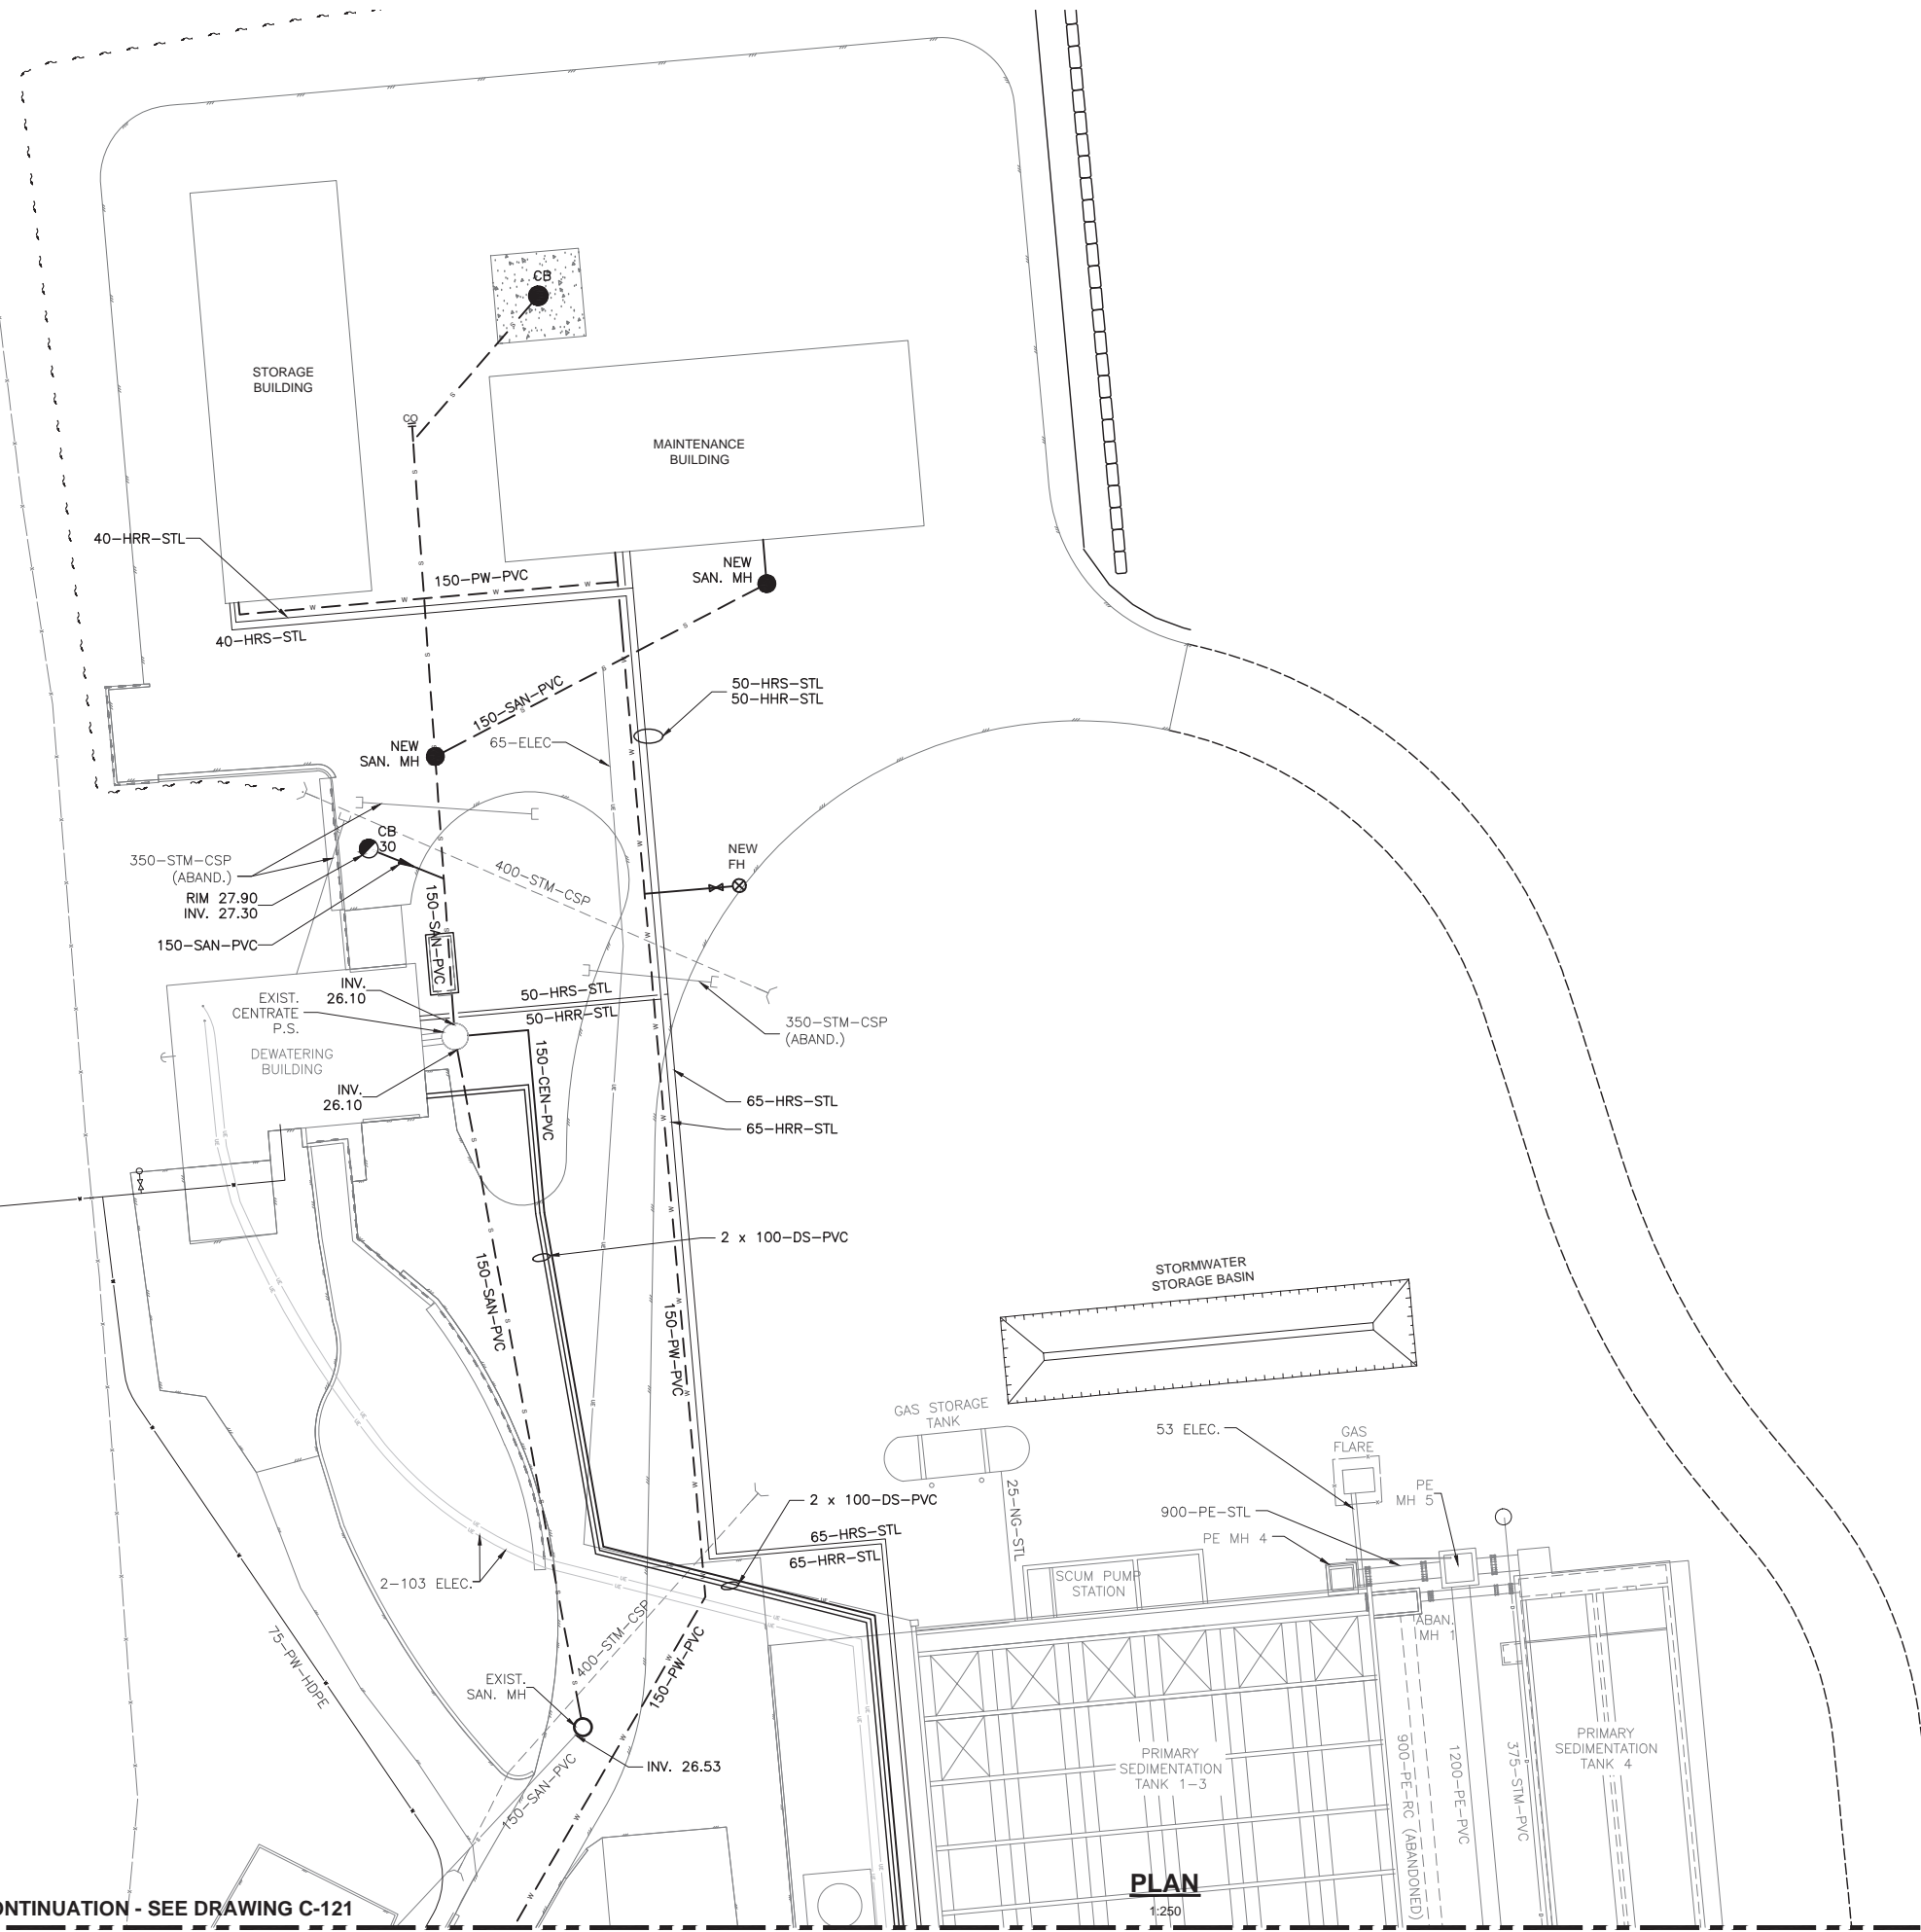 CB
STORAGE
BUILDING
CO
MAINTENANCE
BUILDING
40-HRR-STL
150-PW-PVC
NEW
SAN. MH
40-HRS-STL
150-SAN-PVC
50-HRS-STL
50-HHR-STL
NEW
SAN. MH
65-ELEC
CB
30
350-STM-CSP
(ABAND.)
RIM 27.90
INV. 27.30
150-SAN-PVC
150-SAN-PVC
400-STM-CSP
NEW
FH
INV.
26.10
EXIST.
CENTRATE
P.S.
50-HRS-STL
50-HRR-STL
350-STM-CSP
(ABAND.)
DEWATERING
BUILDING
INV.
26.10
150-CEN-PVC
65-HRS-STL
65-HRR-STL
2 x 100-DS-PVC
150-SAN-PVC
150-PW-PVC
STORMWATER
STORAGE BASIN
GAS STORAGE
TANK
25-NG-STL
53 ELEC.
GAS
FLARE
PE
MH 5
900-PE-STL
PE MH 4
2 x 100-DS-PVC
65-HRS-STL
65-HRR-STL
SCUM PUMP
STATION
ABAN.
MH 1
2-103 ELEC.
75-PW-HDPE
400-STM-CSP
150-PW-PVC
EXIST.
SAN. MH
INV. 26.53
150-SAN-PVC
PRIMARY
SEDIMENTATION
TANK 1-3
900-PE-RC (ABANDONED)
1200-PE-PVC
375-STM-PVC
PRIMARY
SEDIMENTATION
TANK 4
PLAN
1:250
ONTINUATION - SEE DRAWING C-121